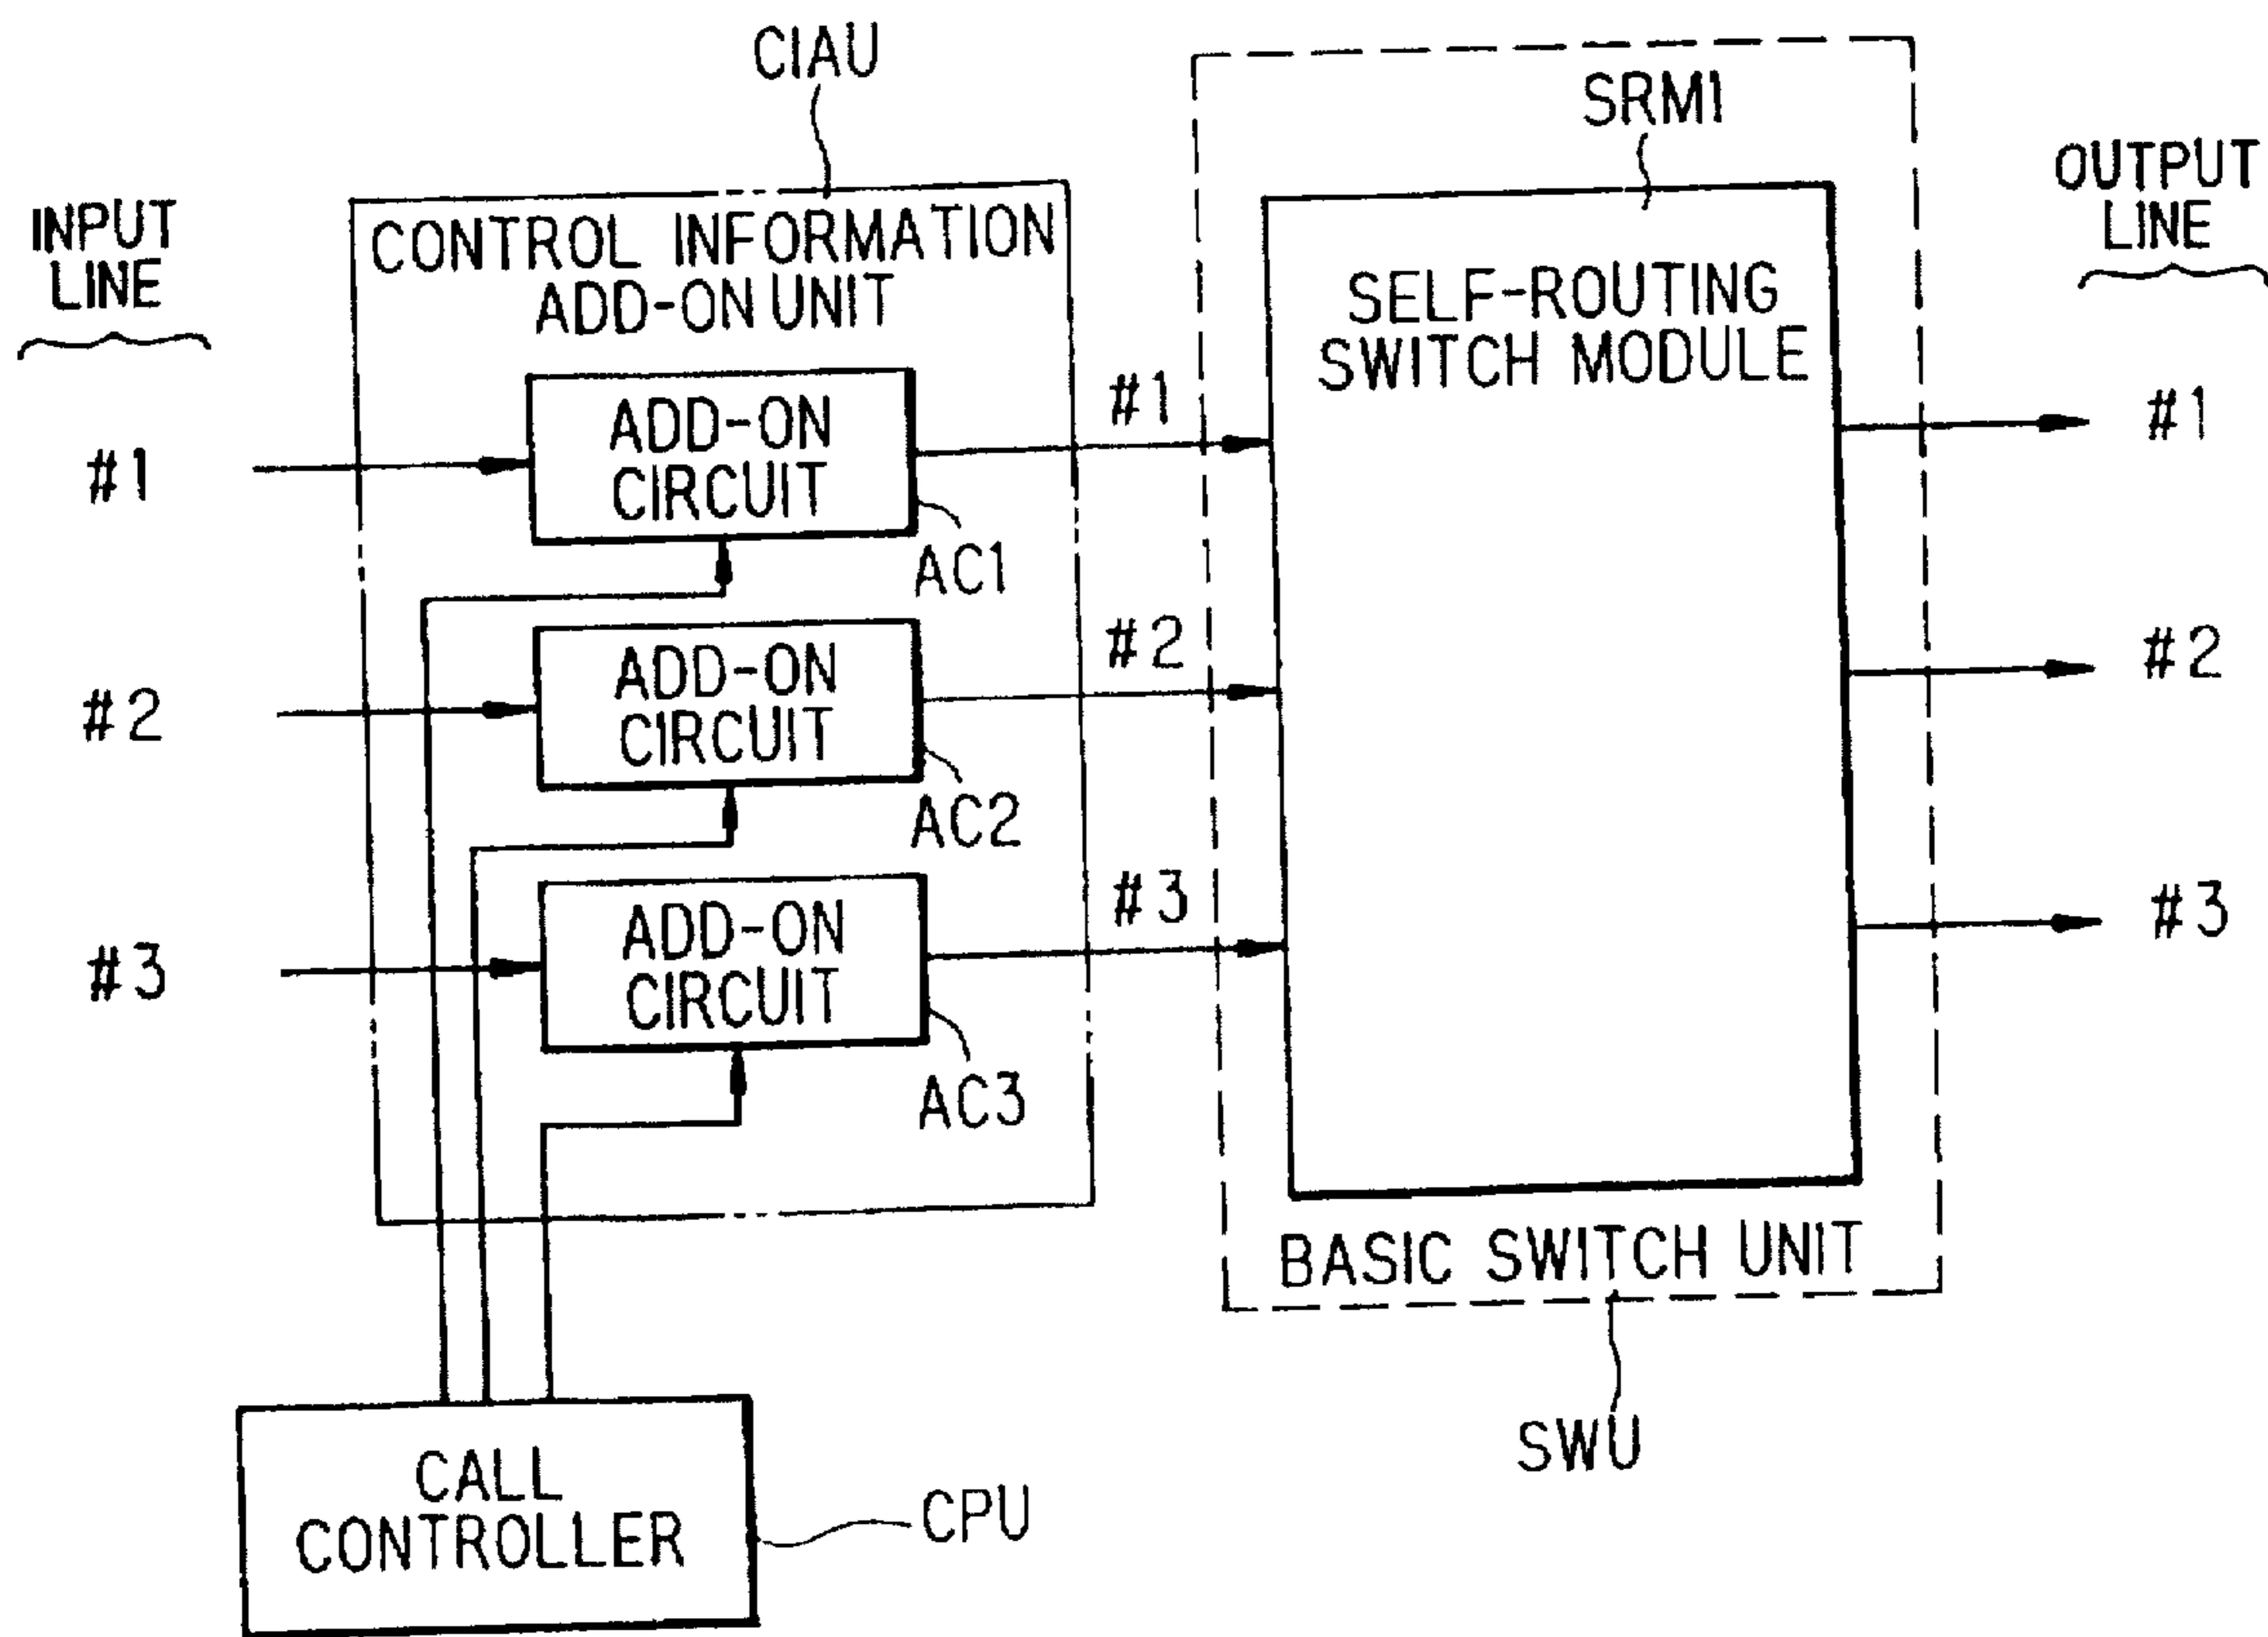 CIAU
SRM1
INPUT
LINE
OUTPUT
LINE
CONTROL INFORMATION
ADD-ON UNIT
SELF-ROUTING
SWITCH MODULE
#1
ADD-ON
CIRCUIT
#1
#1
AC1
#2
ADD-ON
CIRCUIT
#2
#2
AC2
#3
ADD-ON
CIRCUIT
#3
#3
AC3
BASIC SWITCH UNIT
SWU
CALL
CONTROLLER
CPU